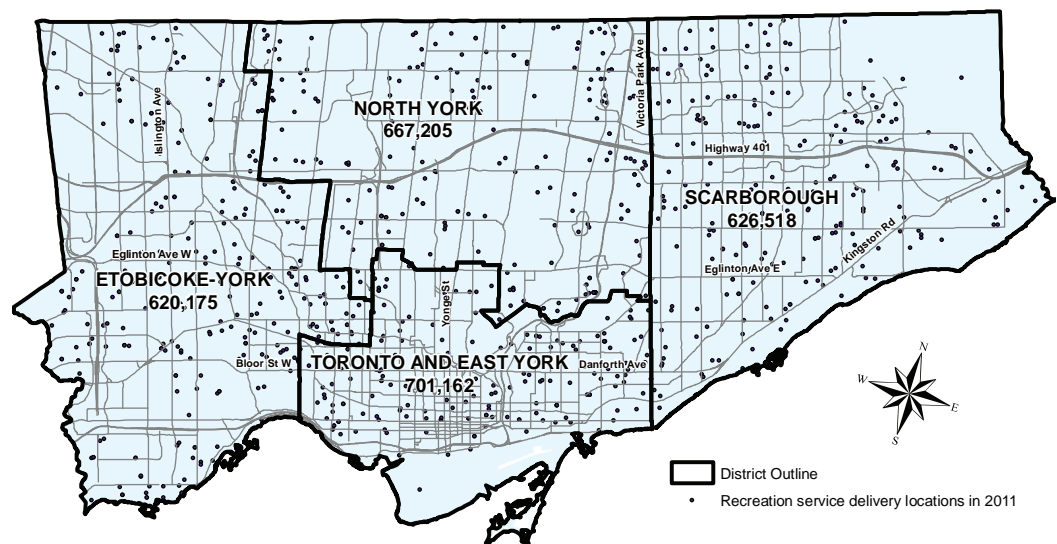 NORTH YORK
667,205
Islington Ave
Victoria Park Ave
Highway 401
SCARBOROUGH
626,518
Kingston Rd
Eglinton Ave W
Eglinton Ave E
ETOBICOKE-YORK
620,175
Yonge St
Bloor St W
TORONTO AND EAST YORK
701,162
Danforth Ave
N
W
E
S
District Outline
Recreation service delivery locations in 2011